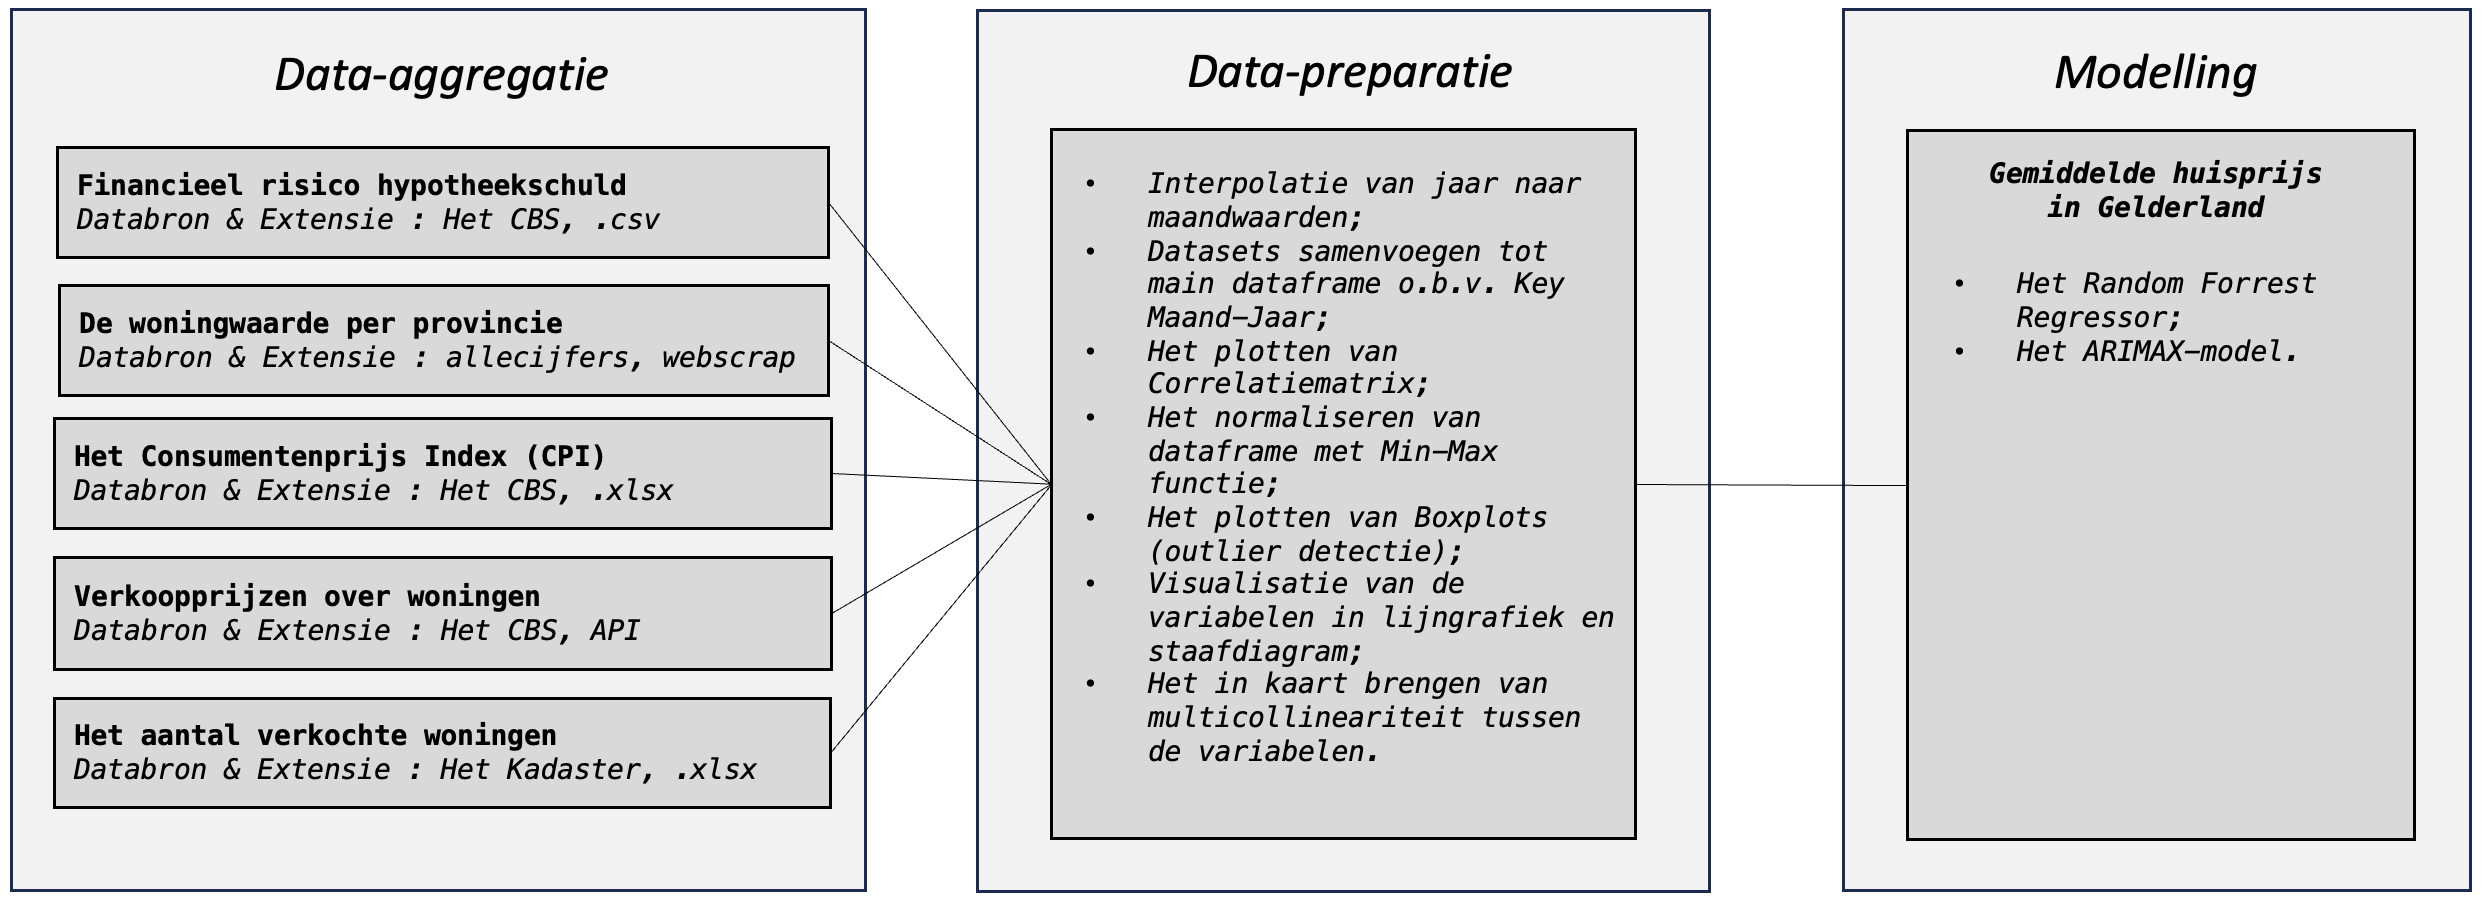 Data-aggregatie
Financieel risico hypotheekschuld
Databron & Extensie : Het CBS, .csv
De woningwaarde per provincie
Databron & Extensie : allecijfers, webscrap
Het Consumentenprijs Index (CPI)
Databron & Extensie : Het CBS, .xlsx
Verkoopprijzen over woningen
Databron & Extensie : Het CBS, API
Het aantal verkochte woningen
Databron & Extensie : Het Kadaster, .xlsx
Data-preparatie
• Interpolatie van jaar naar
maandwaarden;
• Datasets samenvoegen tot
main dataframe o.b.v. Key
Maand–Jaar;
• Het plotten van
Correlatiematrix;
• Het normaliseren van
dataframe met Min–Max
functie;
• Het plotten van Boxplots
(outlier detectie);
• Visualisatie van de
variabelen in lijngrafiek en
staafdiagram;
• Het in kaart brengen van
multicollineariteit tussen
de variabelen.
Modelling
Gemiddelde huisprijs
in Gelderland
• Het Random Forrest
Regressor;
• Het ARIMAX–model.